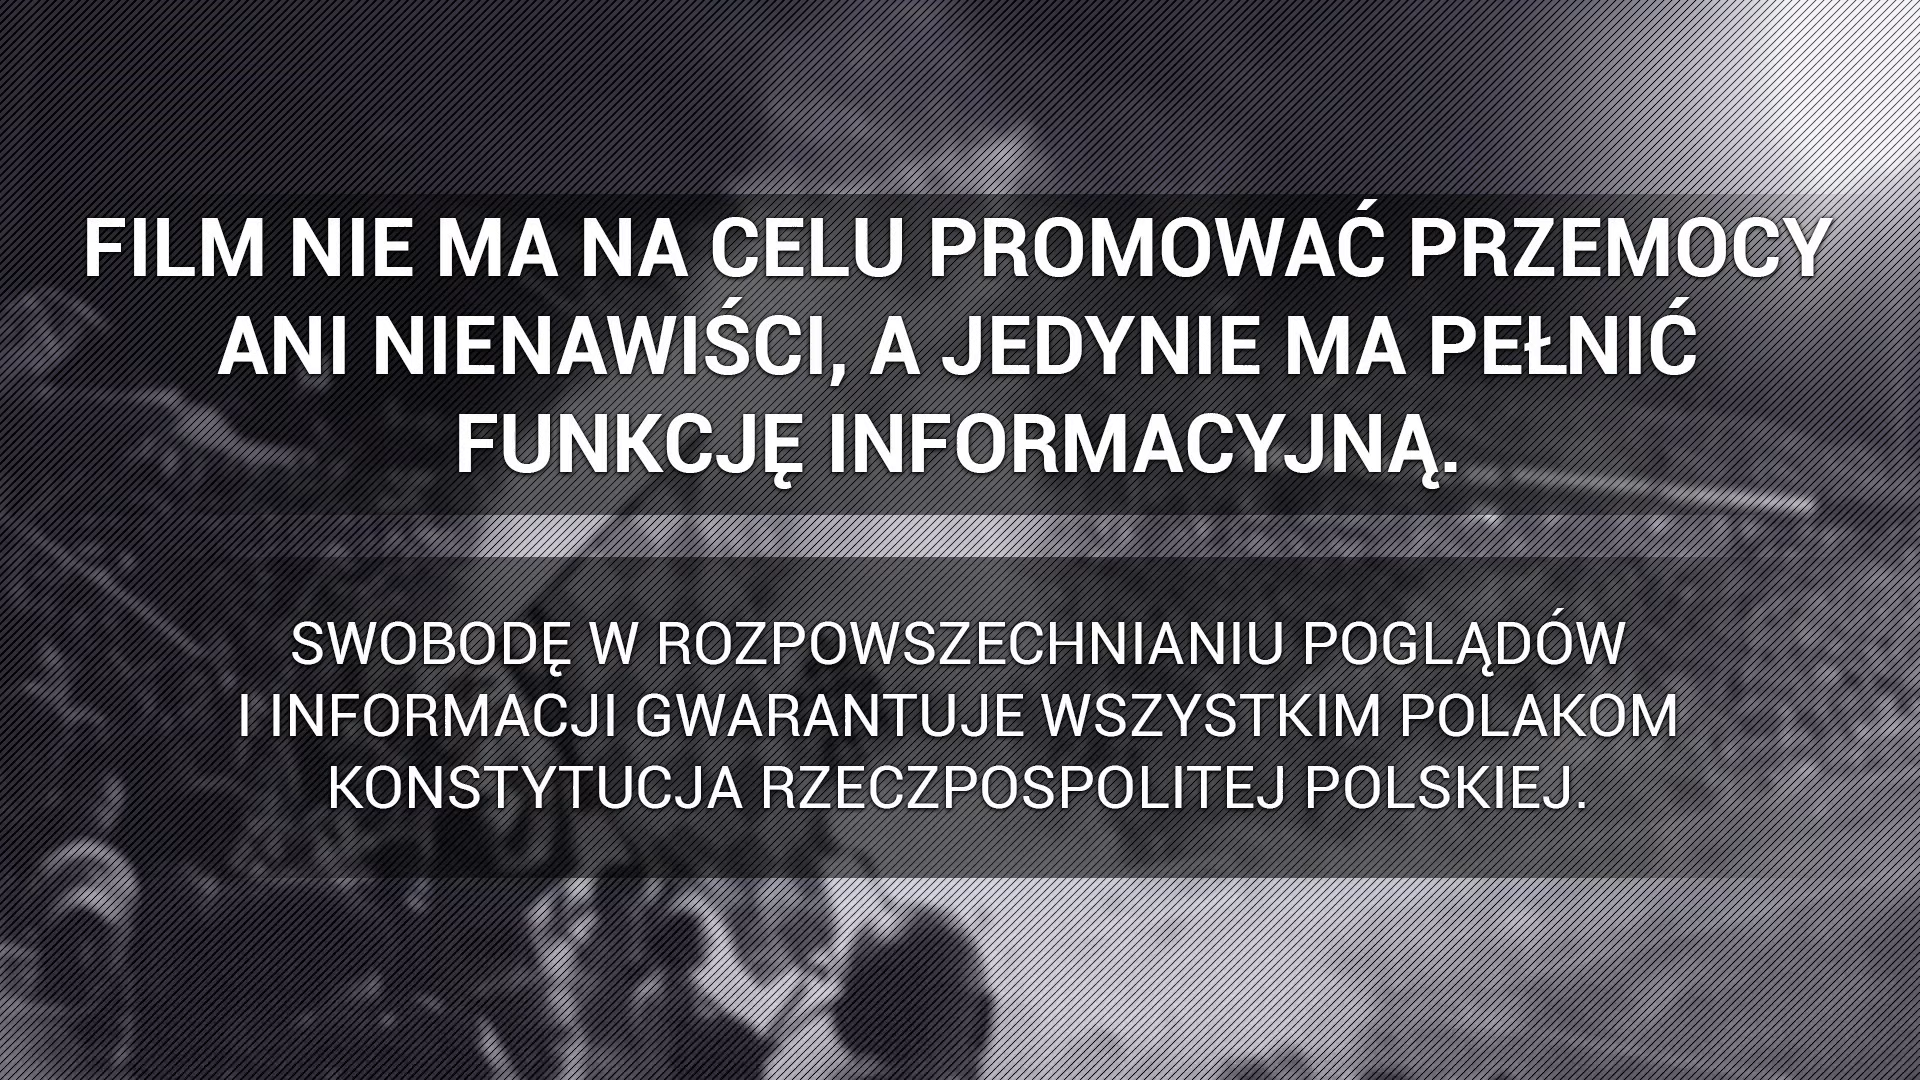 FILM NIE MA NA CELU PROMOWAĆ PRZEMOCY
ANI NIENAWIŚCI, A JEDYNIE MA PEŁNIĆ
FUNKCJĘ INFORMACYJNĄ.
SWOBODĘ W ROZPOWSZECHNIANIU POGLĄDÓW
I INFORMACJI GWARANTUJE WSZYSTKIM POLAKOM
KONSTYTUCJA RZECZPOSPOLITEJ POLSKIEJ.